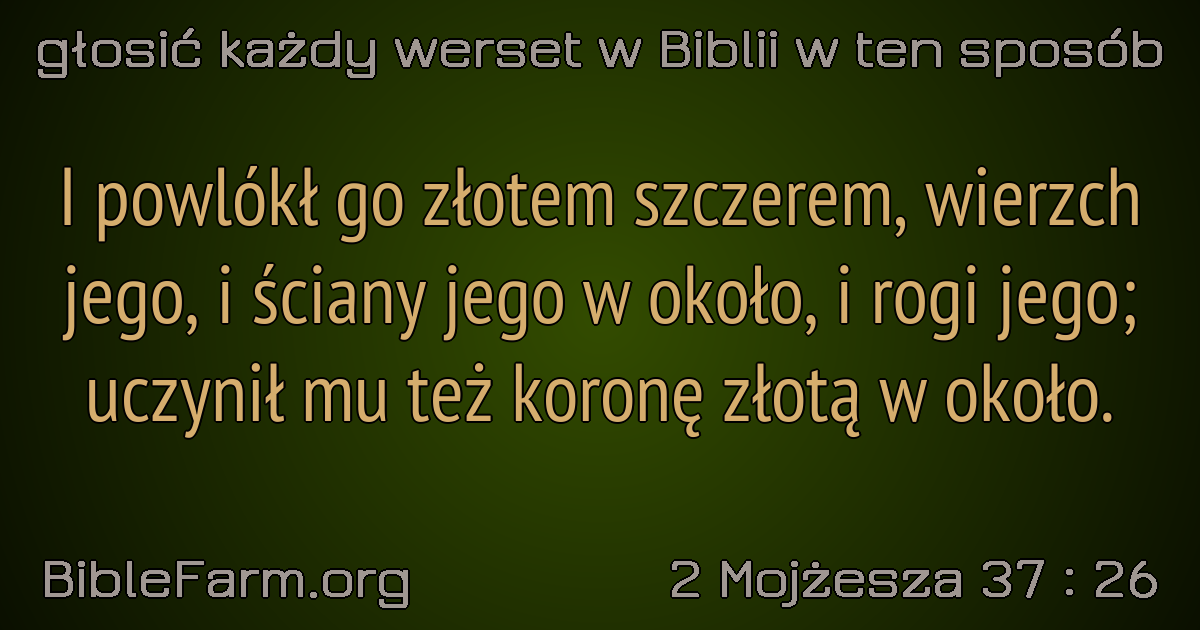 głosić każdy werset w Biblii w ten sposób
I powlókł go złotem szczerem, wierzch
jego, i ściany jego w około, i rogi jego;
uczynił mu też koronę złotą w około.
BibleFarm.org
2 Mojżesza 37 : 26